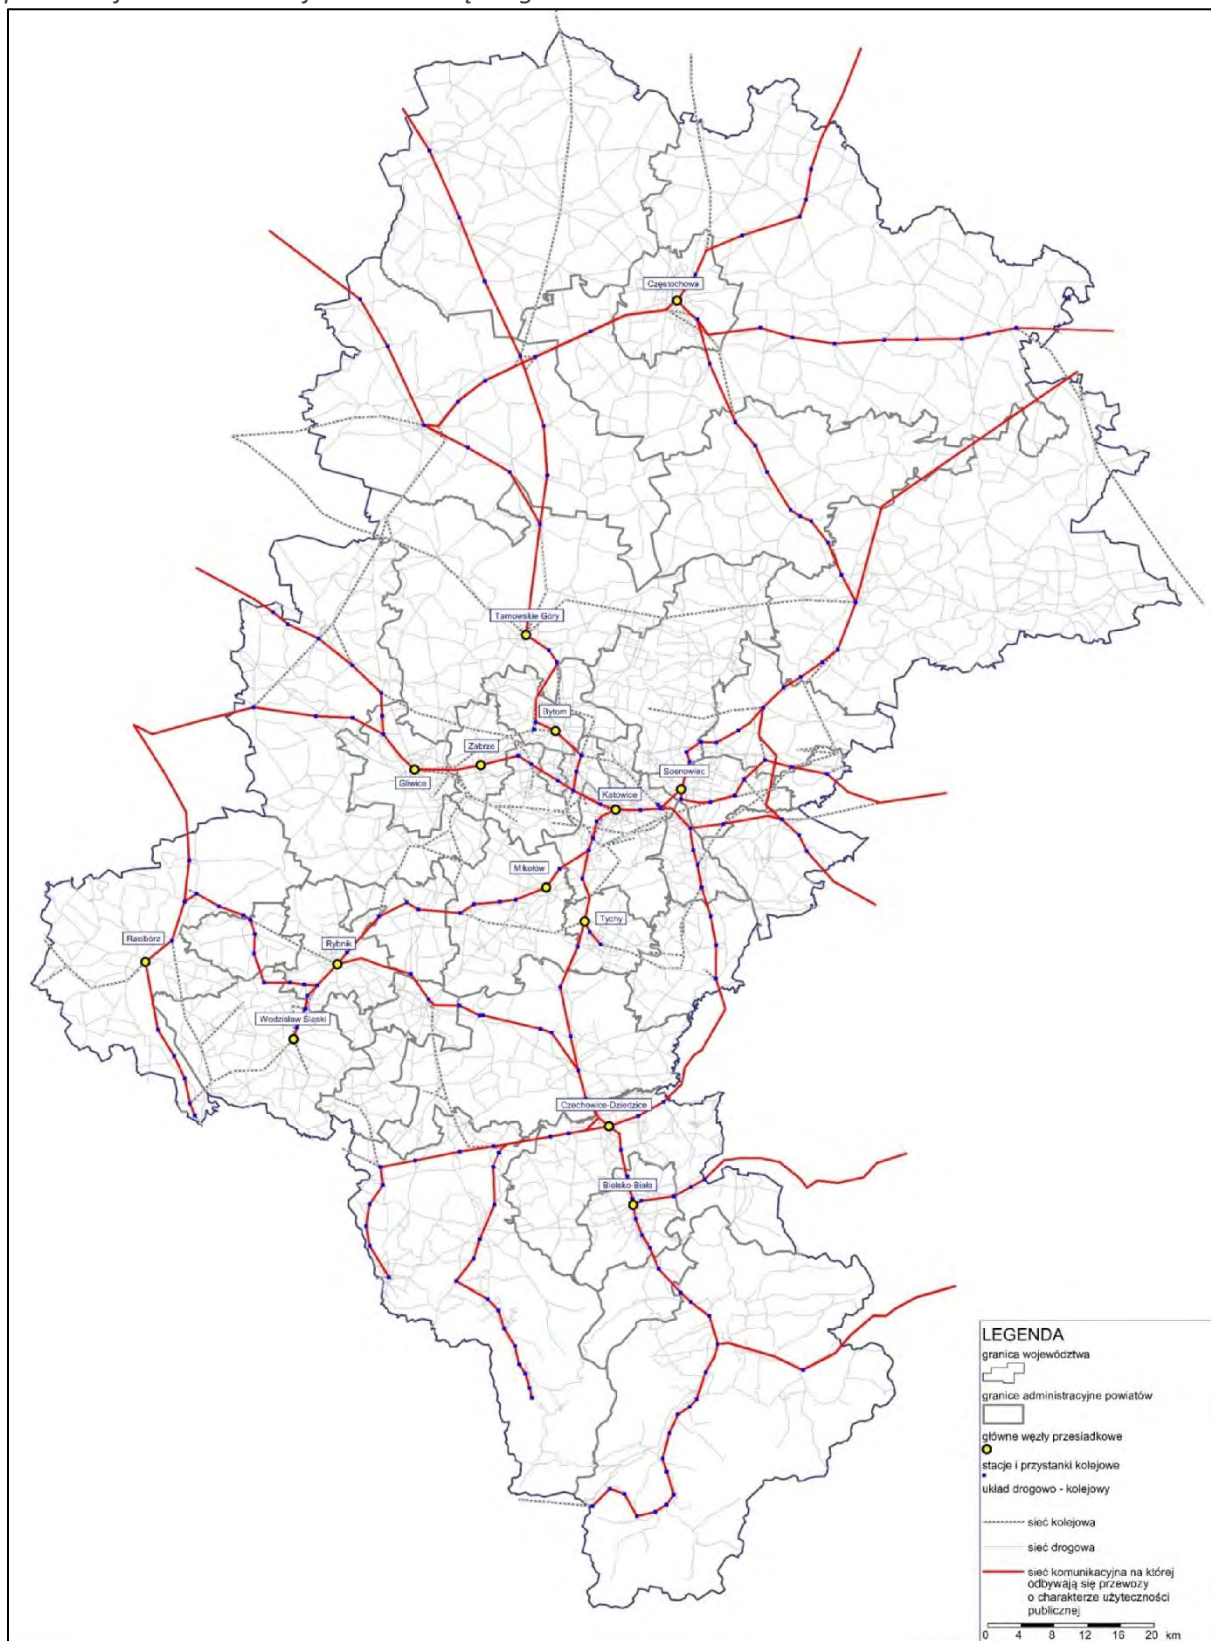 Częstochowa
Tarnowskie Góry
Bytom
Zabrze
Gliwice
Sosnowiec
Katowice
Mikołów
Tychy
Racibórz
Rybnik
Wodzisław Śląski
Czechowice-Dziedzice
Bielsko-Biała
LEGENDA
granica województwa
granice administracyjne powiatów
główne węzły przesiadkowe
stacje i przystanki kolejowe
układ drogowo - kolejowy
sieć kolejowa
sieć drogowa
sieć komunikacyjna na której
odbywają się przewozy
o charakterze użyteczności
publicznej
0 4 8 12 16 20 km